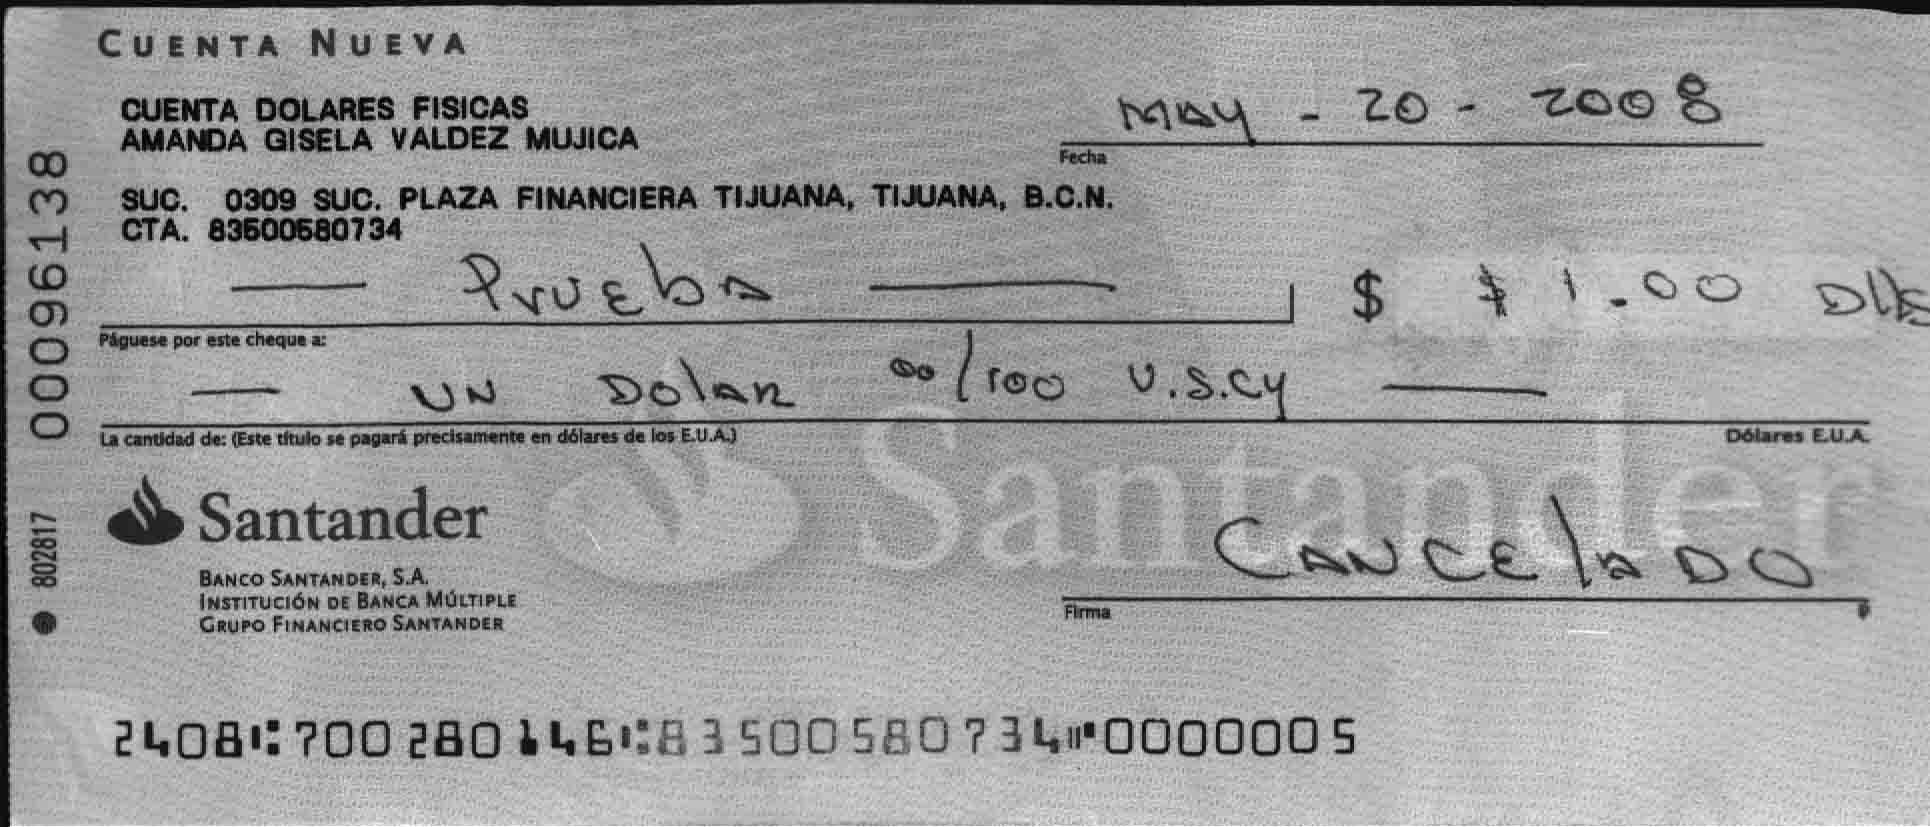 CUENTA NUEVA
CUENTA DOLARES FISICAS
AMANDA GISELA VALDEZ MUJICA
MAY - 20 - 2008
Fecha
SUC. 0309 SUC. PLAZA FINANCIERA TIJUANA, TIJUANA, B.C.N.
CTA. 83500580734
00096138
— Prueba — $ $ 1.00 Dlls
Páguese por este cheque a:
— UN Dolar 00/100 U.S.Cy —
La cantidad de: (Este título se pagará precisamente en dólares de los E.U.A.) Dólares E.U.A.
Santander
Santander
BANCO SANTANDER, S.A.
INSTITUCIÓN DE BANCA MÚLTIPLE
GRUPO FINANCIERO SANTANDER
CANCELADO
Firma
802817
2408⑆700280146⑆83500580734⑈0000005